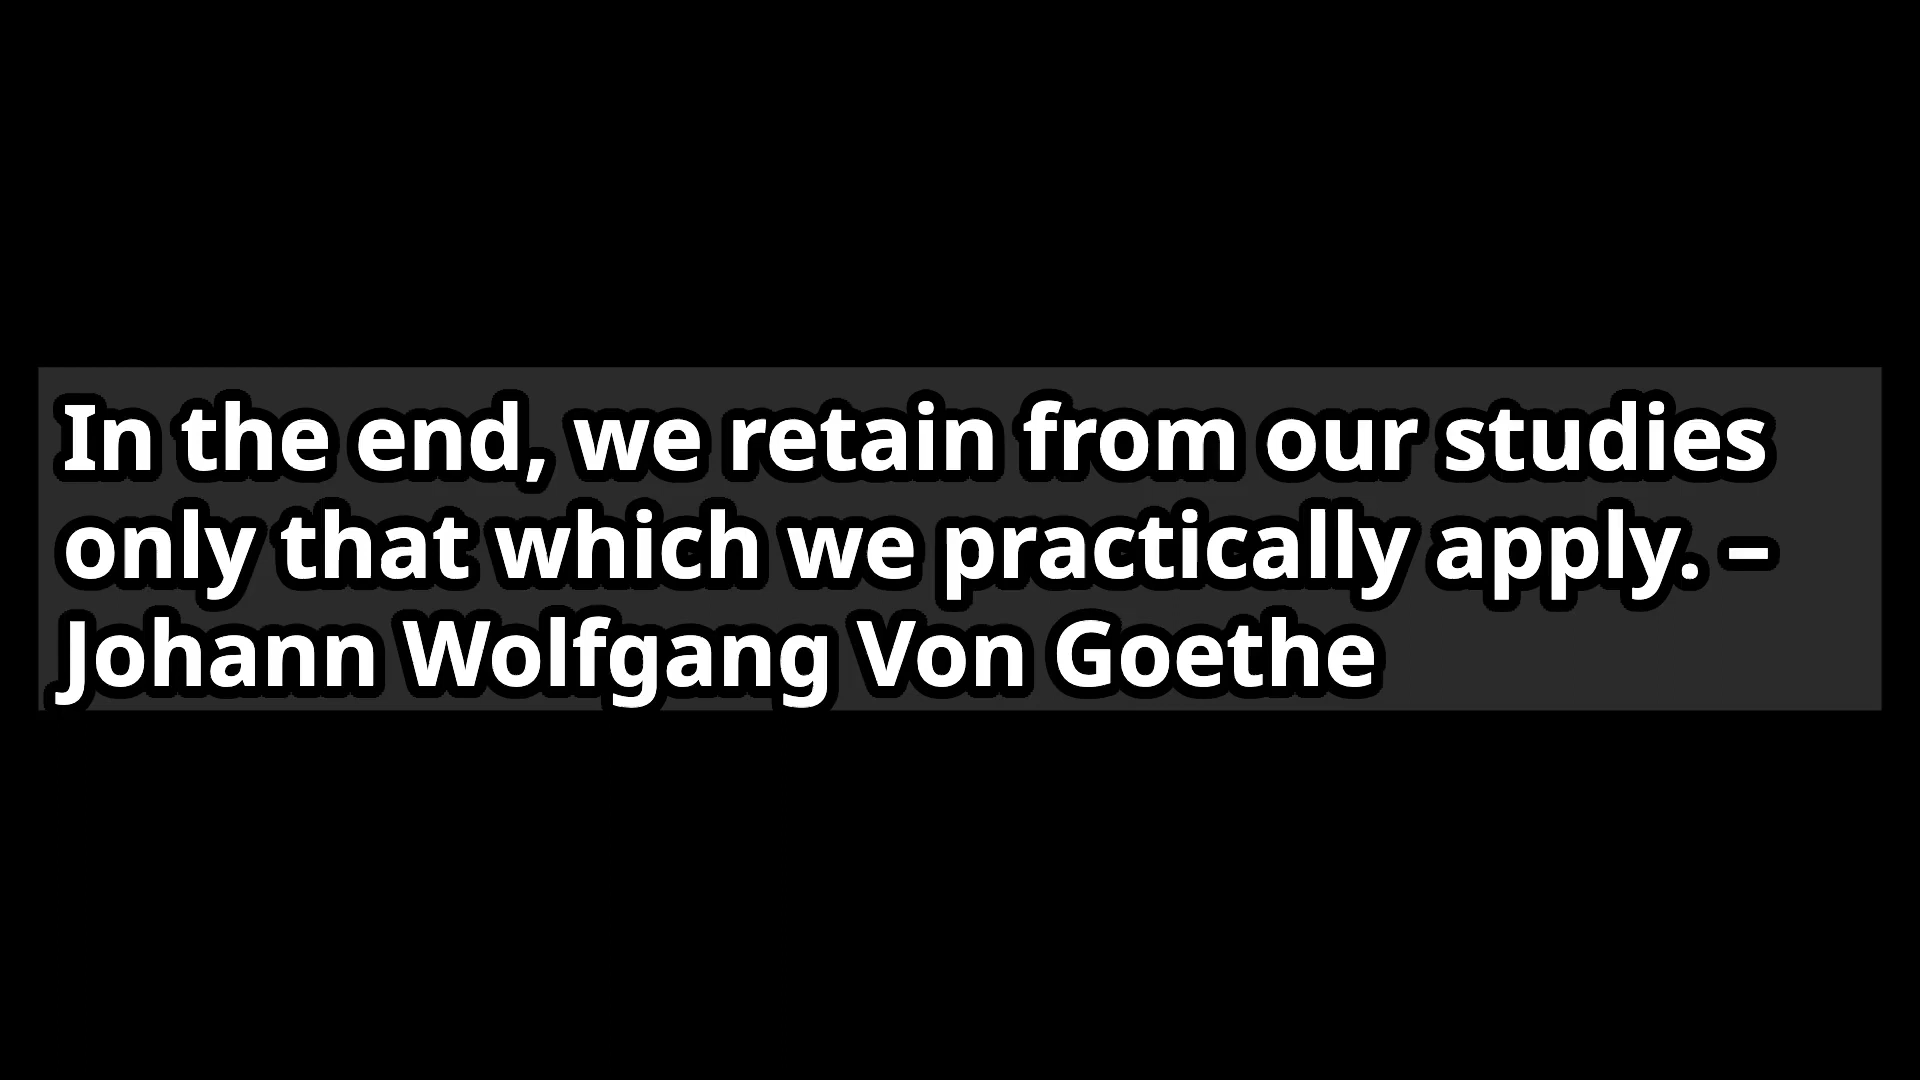 In the end, we retain from our studies
only that which we practically apply. –
Johann Wolfgang Von Goethe